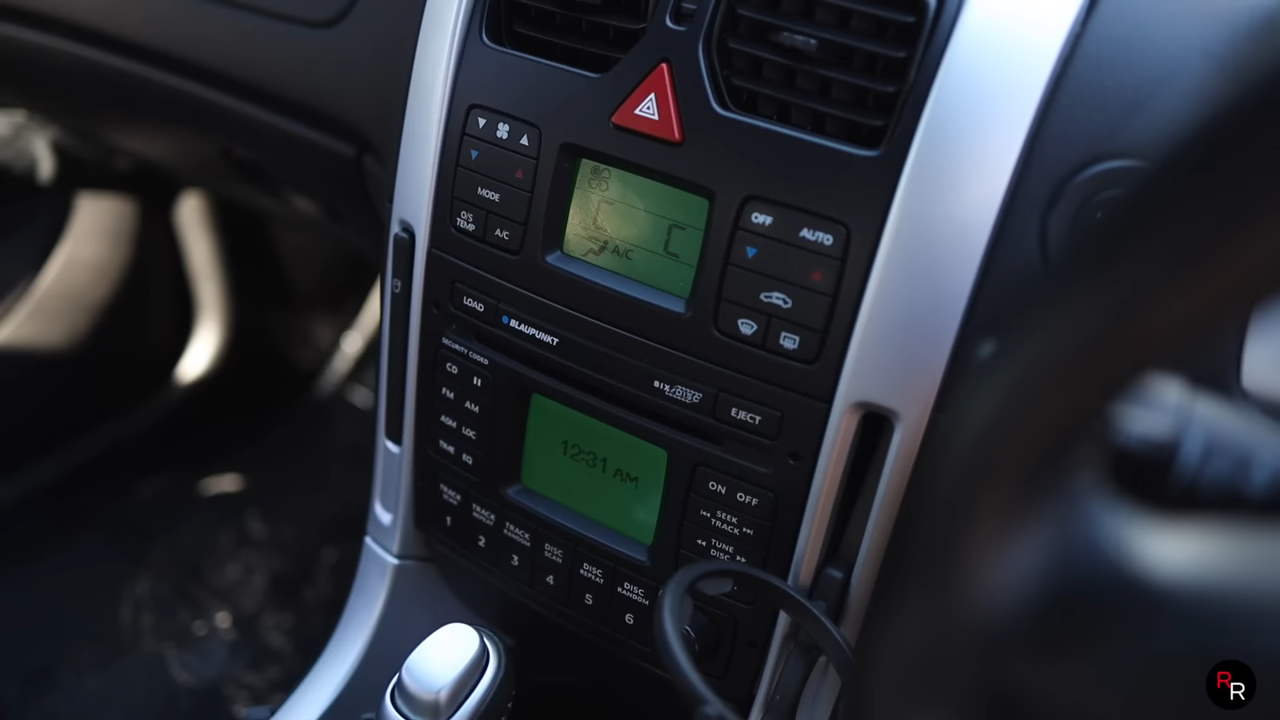 MODE
O/S
TEMP
A/C
A/C
C
OFF
AUTO
LOAD
BLAUPUNKT
SIX DISC
EJECT
SECURITY CODED
CD
FM AM
ASM LOC
TIME EQ
12:31 AM
ON OFF
SEEK
TRACK
TUNE
DISC
TRACK
SCAN
1
TRACK
REPEAT
2
TRACK
RANDOM
3
DISC
SCAN
4
DISC
REPEAT
5
DISC
RANDOM
6
RR